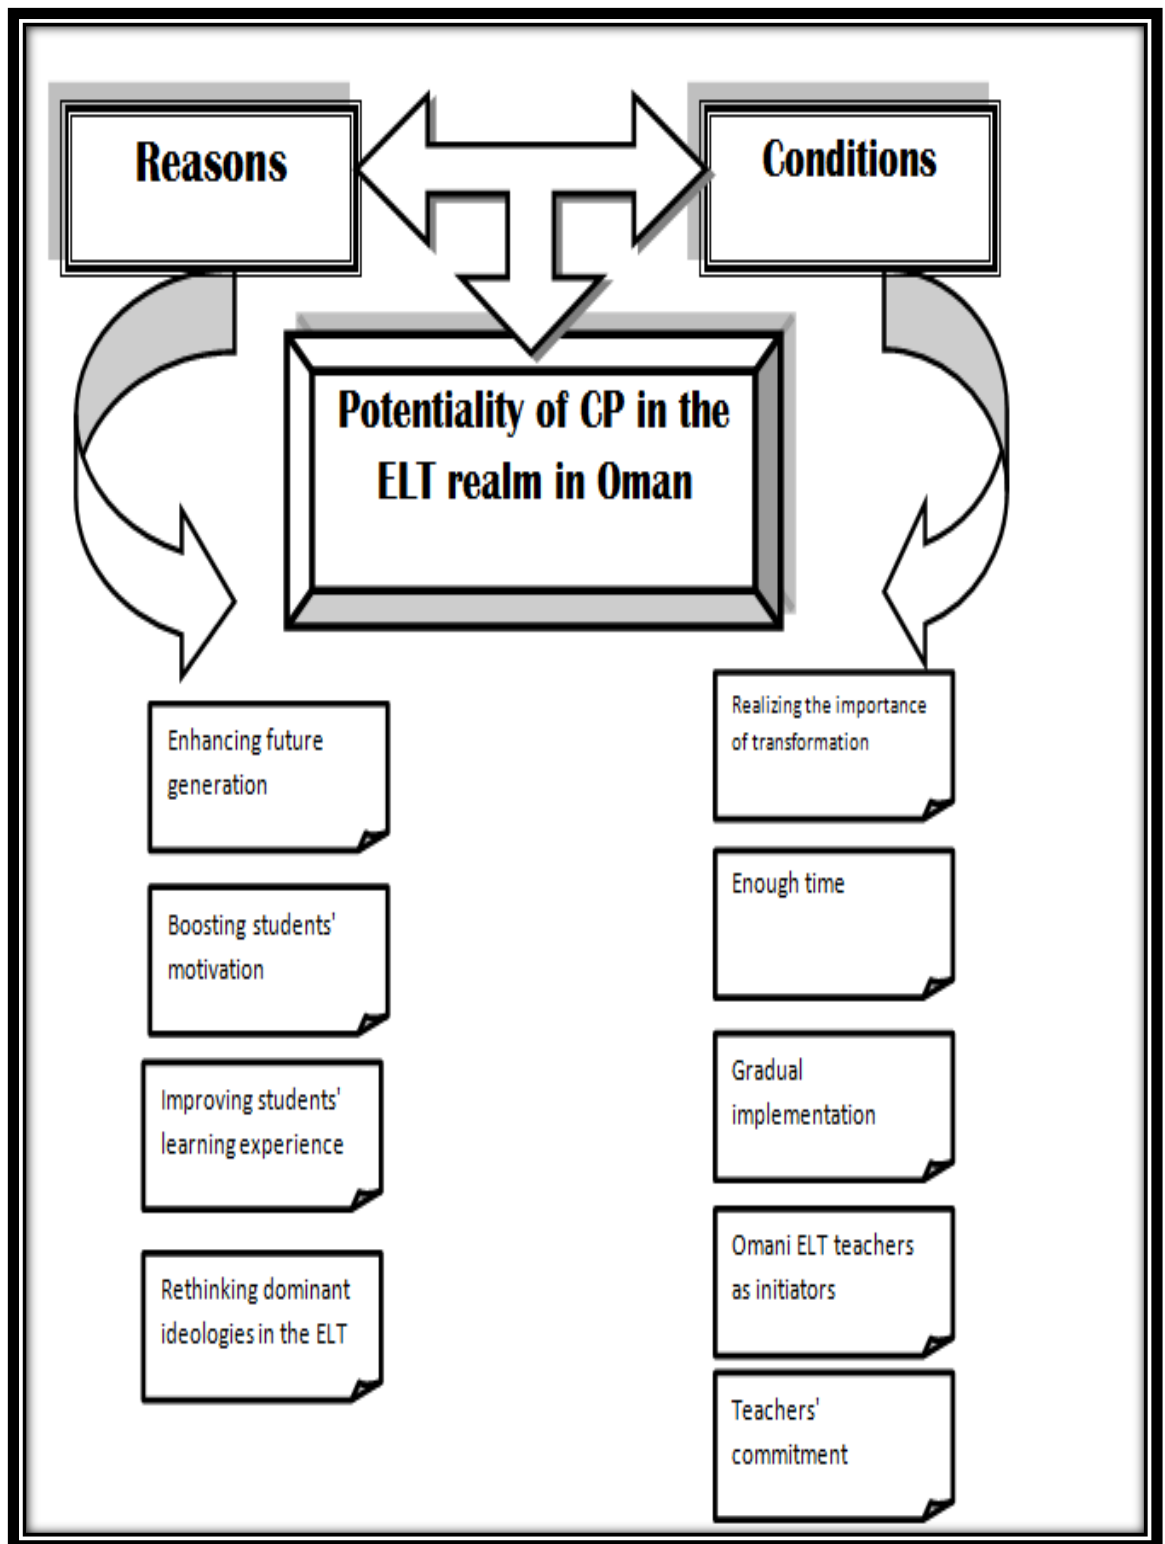 Reasons
Conditions
Potentiality of CP in the
ELT realm in Oman
Enhancing future
generation
Boosting students'
motivation
Improving students'
learning experience
Rethinking dominant
ideologies in the ELT
Realizing the importance
of transformation
Enough time
Gradual
implementation
Omani ELT teachers
as initiators
Teachers'
commitment